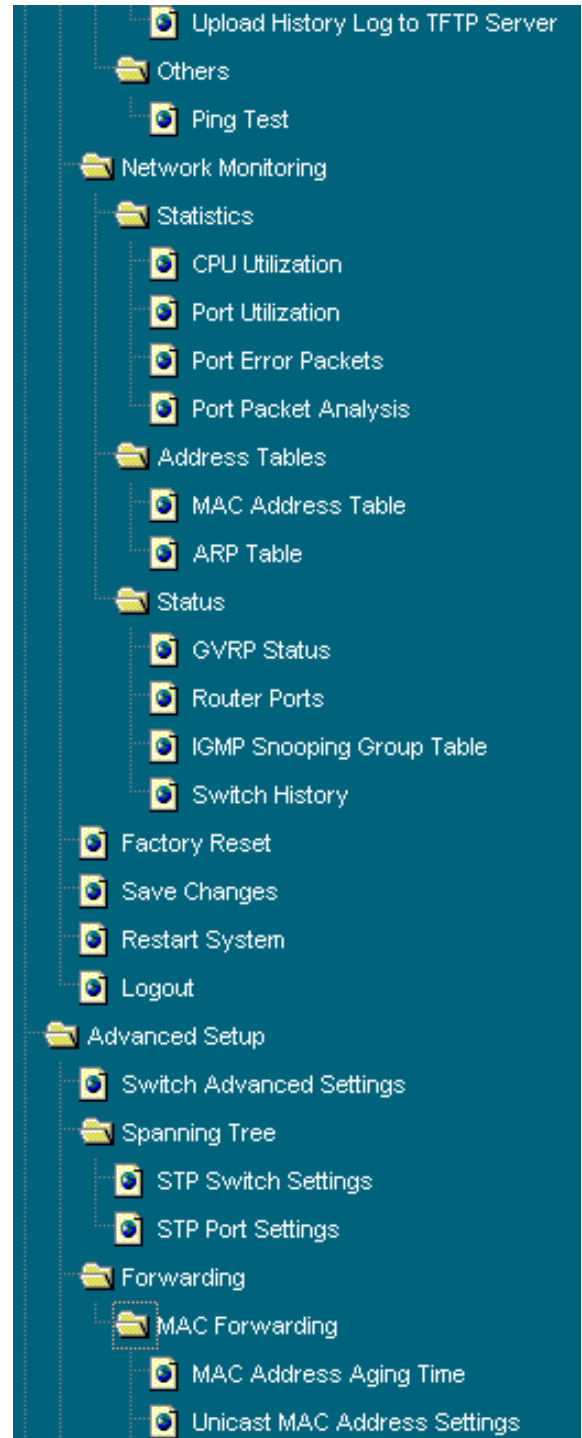 Upload History Log to TFTP Server
Others
Ping Test
Network Monitoring
Statistics
CPU Utilization
Port Utilization
Port Error Packets
Port Packet Analysis
Address Tables
MAC Address Table
ARP Table
Status
GVRP Status
Router Ports
IGMP Snooping Group Table
Switch History
Factory Reset
Save Changes
Restart System
Logout
Advanced Setup
Switch Advanced Settings
Spanning Tree
STP Switch Settings
STP Port Settings
Forwarding
MAC Forwarding
MAC Address Aging Time
Unicast MAC Address Settings